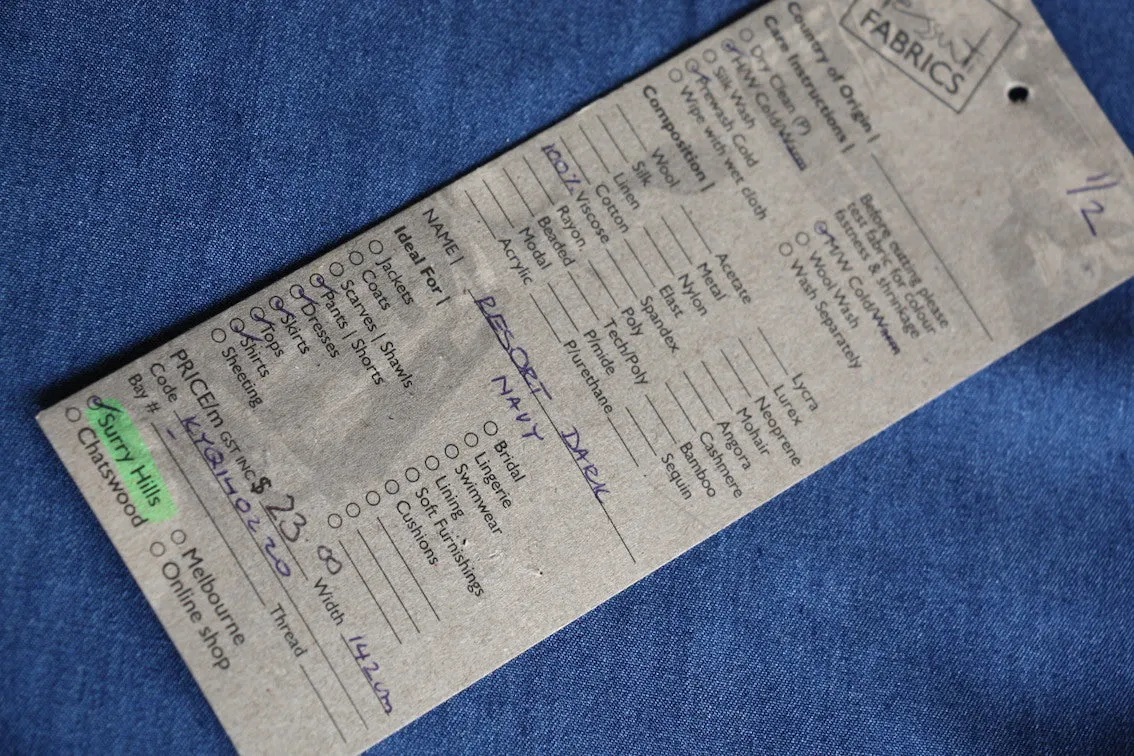 FABRICS
1/2
Country of Origin |
Care Instructions |
Dry Clean (P)
H/W Cold/Warm
Silk Wash
Prewash Cold
Wipe with wet cloth
Before cutting please
test fabric for colour
fastness & shrinkage
M/W Cold/Warm
Wool Wash
Wash Separately
Composition |
Wool
Silk
Linen
Cotton
100% Viscose
Rayon
Beaded
Modal
Acrylic
Acetate
Metal
Nylon
Elast
Spandex
Poly
Tech/Poly
P/mide
P/urethane
Lycra
Lurex
Neoprene
Mohair
Angora
Cashmere
Bamboo
Sequin
NAME | RESORT DARK
NAVY
Ideal For |
Jackets
Coats
Scarves | Shawls
Pants | Shorts
Dresses
Skirts
Tops
Shirts
Sheeting
Bridal
Lingerie
Swimwear
Lining
Soft Furnishings
Cushions
PRICE/m GST INC $ 23.00 Width 142cm
Code KYQ140220
Bay # - Thread
Surry Hills
Chatswood
Melbourne
Online shop